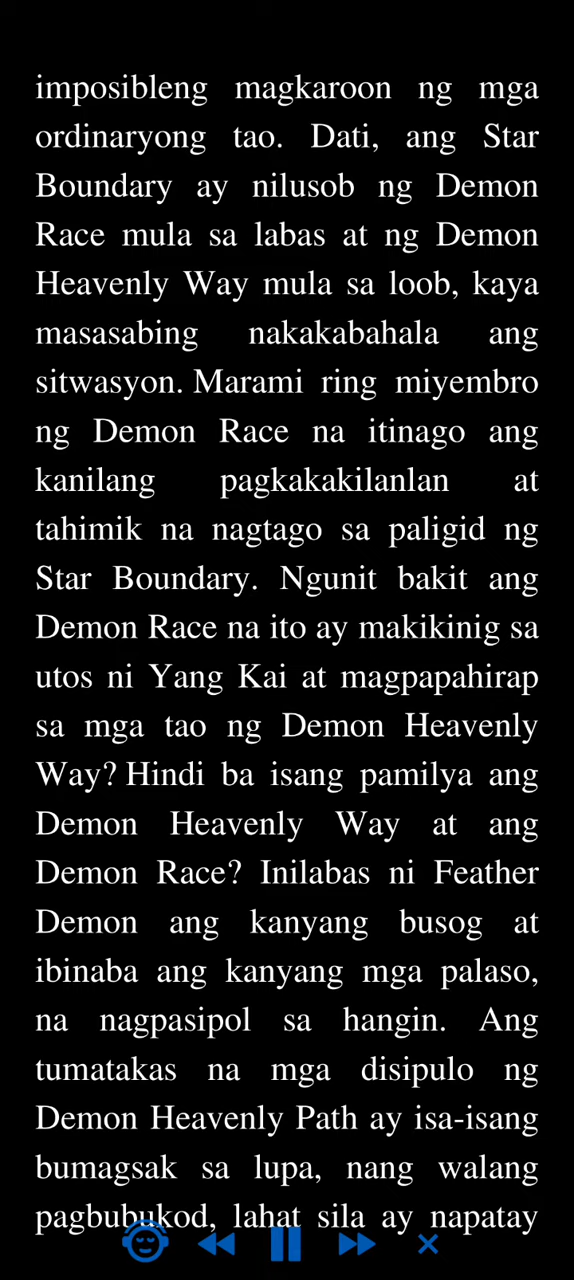 imposibleng magkaroon ng mga
ordinaryong tao. Dati, ang Star
Boundary ay nilusob ng Demon
Race mula sa labas at ng Demon
Heavenly Way mula sa loob, kaya
masasabing nakakabahala ang
sitwasyon. Marami ring miyembro
ng Demon Race na itinago ang
kanilang pagkakakilanlan at
tahimik na nagtago sa paligid ng
Star Boundary. Ngunit bakit ang
Demon Race na ito ay makikinig sa
utos ni Yang Kai at magpapahirap
sa mga tao ng Demon Heavenly
Way? Hindi ba isang pamilya ang
Demon Heavenly Way at ang
Demon Race? Inilabas ni Feather
Demon ang kanyang busog at
ibinaba ang kanyang mga palaso,
na nagpasipol sa hangin. Ang
tumatakas na mga disipulo ng
Demon Heavenly Path ay isa-isang
bumagsak sa lupa, nang walang
pagbubukod, lahat sila ay napatay